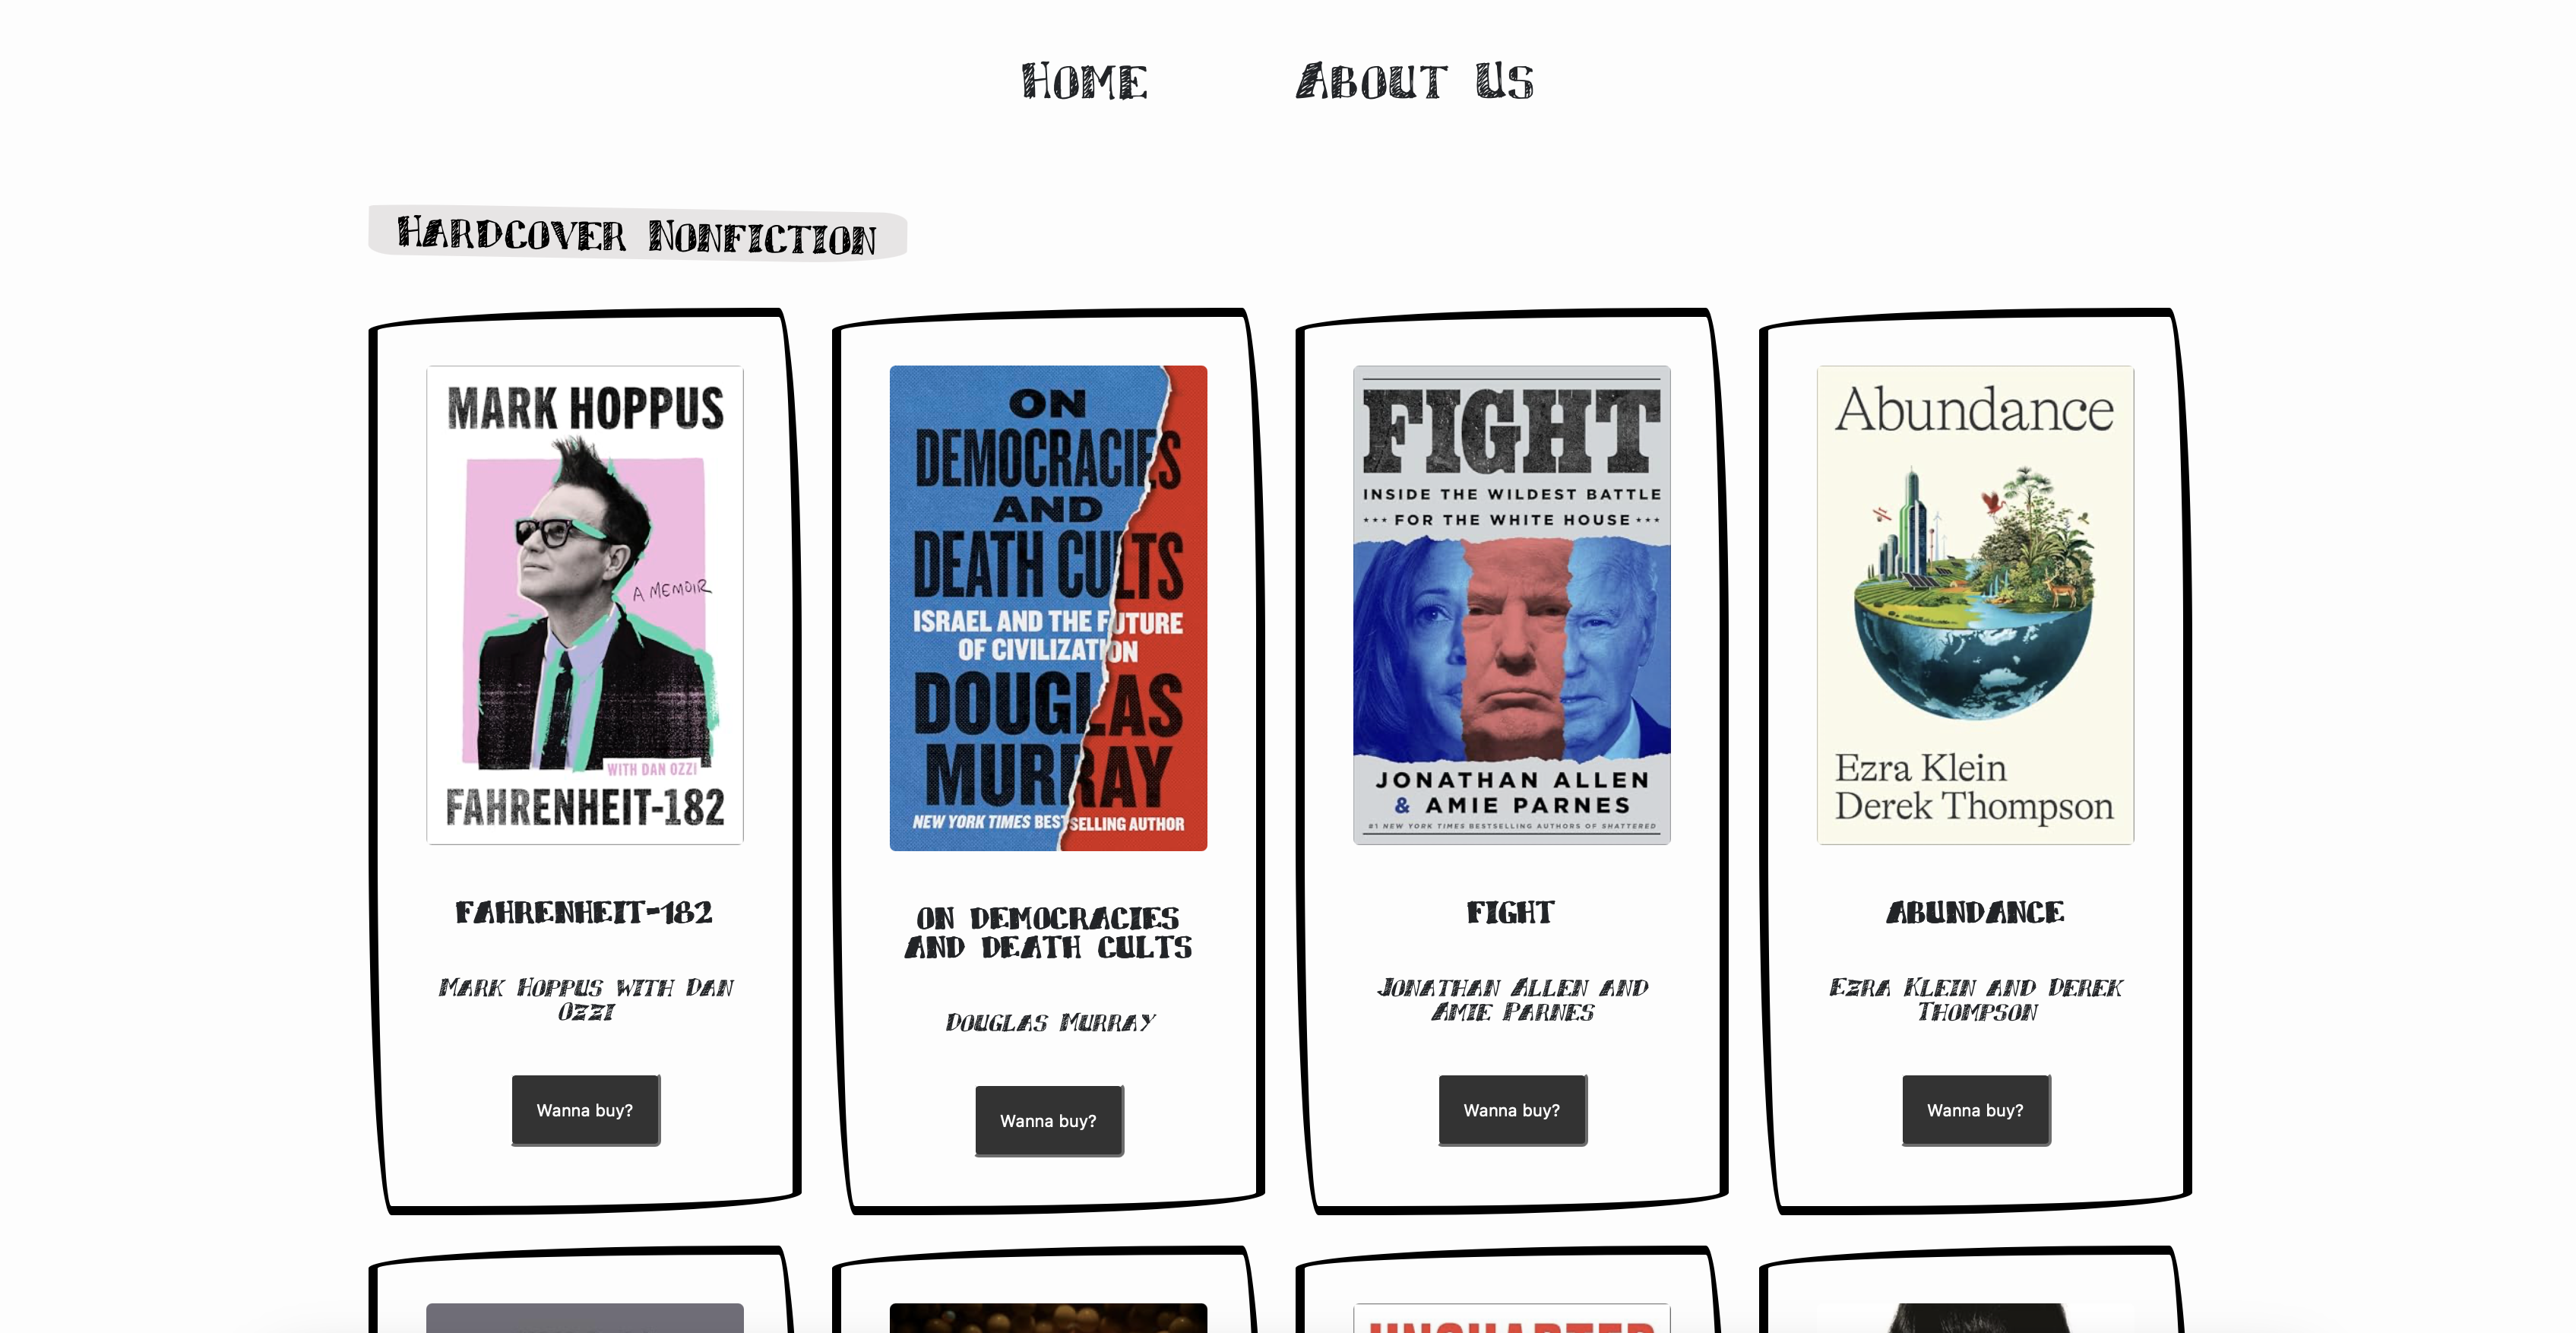 Home
About Us
Hardcover Nonfiction
MARK HOPPUS
A MEMOIR
WITH DAN OZZI
FAHRENHEIT-182
FAHRENHEIT-182
Mark Hoppus with Dan
Ozzi
Wanna buy?
ON
DEMOCRACIES
AND
DEATH CULTS
ISRAEL AND THE FUTURE
OF CIVILIZATION
DOUGLAS
MURRAY
NEW YORK TIMES BESTSELLING AUTHOR
ON DEMOCRACIES
AND DEATH CULTS
Douglas Murray
Wanna buy?
FIGHT
INSIDE THE WILDEST BATTLE
FOR THE WHITE HOUSE
JONATHAN ALLEN
& AMIE PARNES
#1 NEW YORK TIMES BESTSELLING AUTHORS OF SHATTERED
FIGHT
Jonathan Allen and
Amie Parnes
Wanna buy?
Abundance
Ezra Klein
Derek Thompson
ABUNDANCE
Ezra Klein and Derek
Thompson
Wanna buy?
UNCHARTED